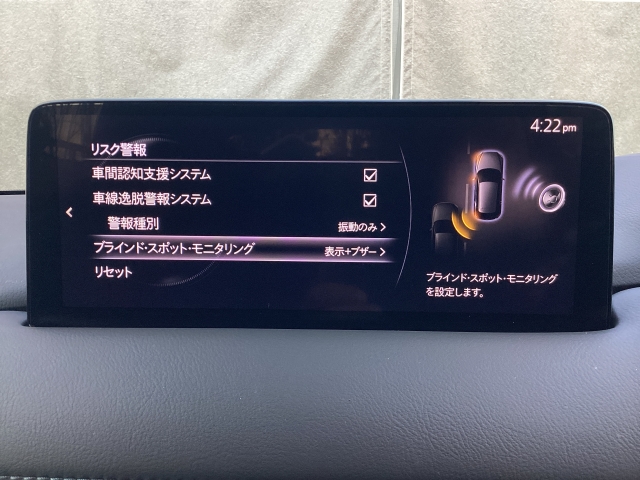 4:22pm
リスク警報
車間認知支援システム
車線逸脱警報システム
警報種別 振動のみ
ブラインド・スポット・モニタリング 表示+ブザー
リセット
ブラインド・スポット・モニタリング
を設定します。